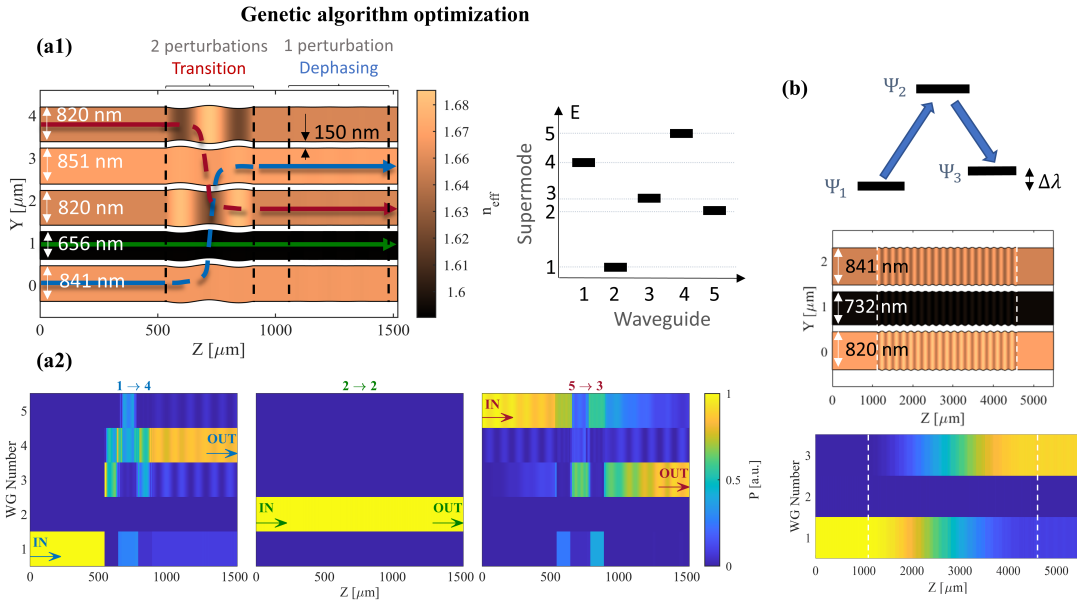 Genetic algorithm optimization
(a1)
2 perturbations
1 perturbation
Transition
Dephasing
4
3
2
1
0
Y [μm]
820 nm
851 nm
820 nm
656 nm
841 nm
150 nm
0
500
1000
1500
Z [μm]
1.68
1.67
1.66
1.65
1.64
1.63
1.62
1.61
1.6
n_eff
E
5
4
3
2
1
Supermode
1 2 3 4 5
Waveguide
(b)
Ψ₂
Ψ₁
Ψ₃
Δλ
2
1
0
Y [μm]
841 nm
732 nm
820 nm
0 1000 2000 3000 4000 5000
Z [μm]
(a2)
1 → 4
2 → 2
5 → 3
5
4
3
2
1
WG Number
IN
OUT
0 500 1000 1500
IN
OUT
0 500 1000 1500
Z [μm]
IN
OUT
0 500 1000 1500
Z [μm]
Z [μm]
1
0.5
0
P [a.u.]
3
2
1
WG Number
0 1000 2000 3000 4000 5000
Z [μm]